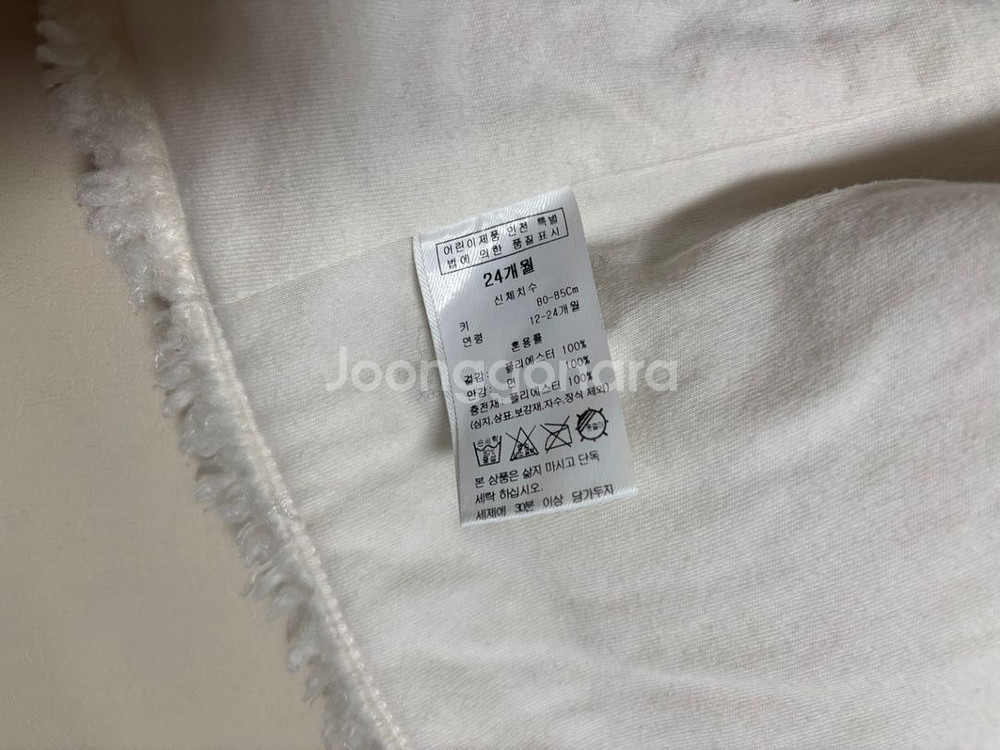 어린이제품 안전 특별
법에 의한 품질표시
24개월
신체치수
키 80-85Cm
연령 12-24개월
혼용률
겉감: 폴리에스터 100%
안감: 면 100%
충전재- 폴리에스터 100%
(심지,상표,보강재,자수,장식 제외)
본 상품은 삶지 마시고 단독
세탁 하십시오.
세제에 30분 이상 담가두지
Joonggonara